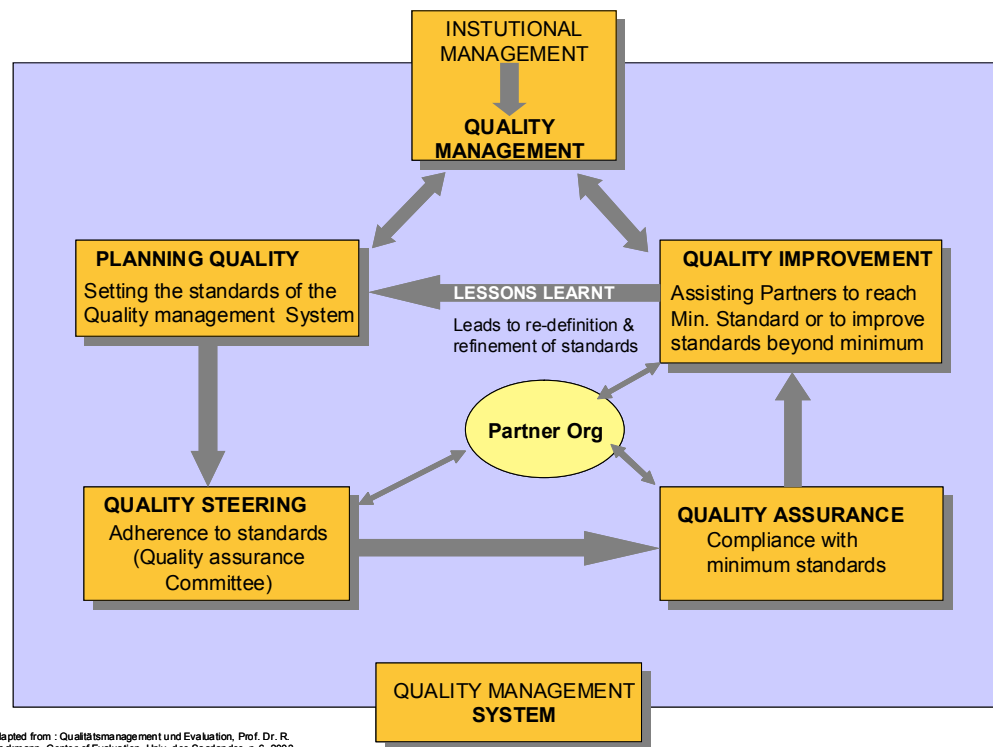 INSTUTIONAL
MANAGEMENT
QUALITY
MANAGEMENT
PLANNING QUALITY
Setting the standards of the
Quality management System
LESSONS LEARNT
Leads to re-definition &
refinement of standards
QUALITY IMPROVEMENT
Assisting Partners to reach
Min. Standard or to improve
standards beyond minimum
Partner Org
QUALITY STEERING
Adherence to standards
(Quality assurance
Committee)
QUALITY ASSURANCE
Compliance with
minimum standards
QUALITY MANAGEMENT
SYSTEM
apted from : Qualitätsmanagement und Evaluation, Prof. Dr. R.